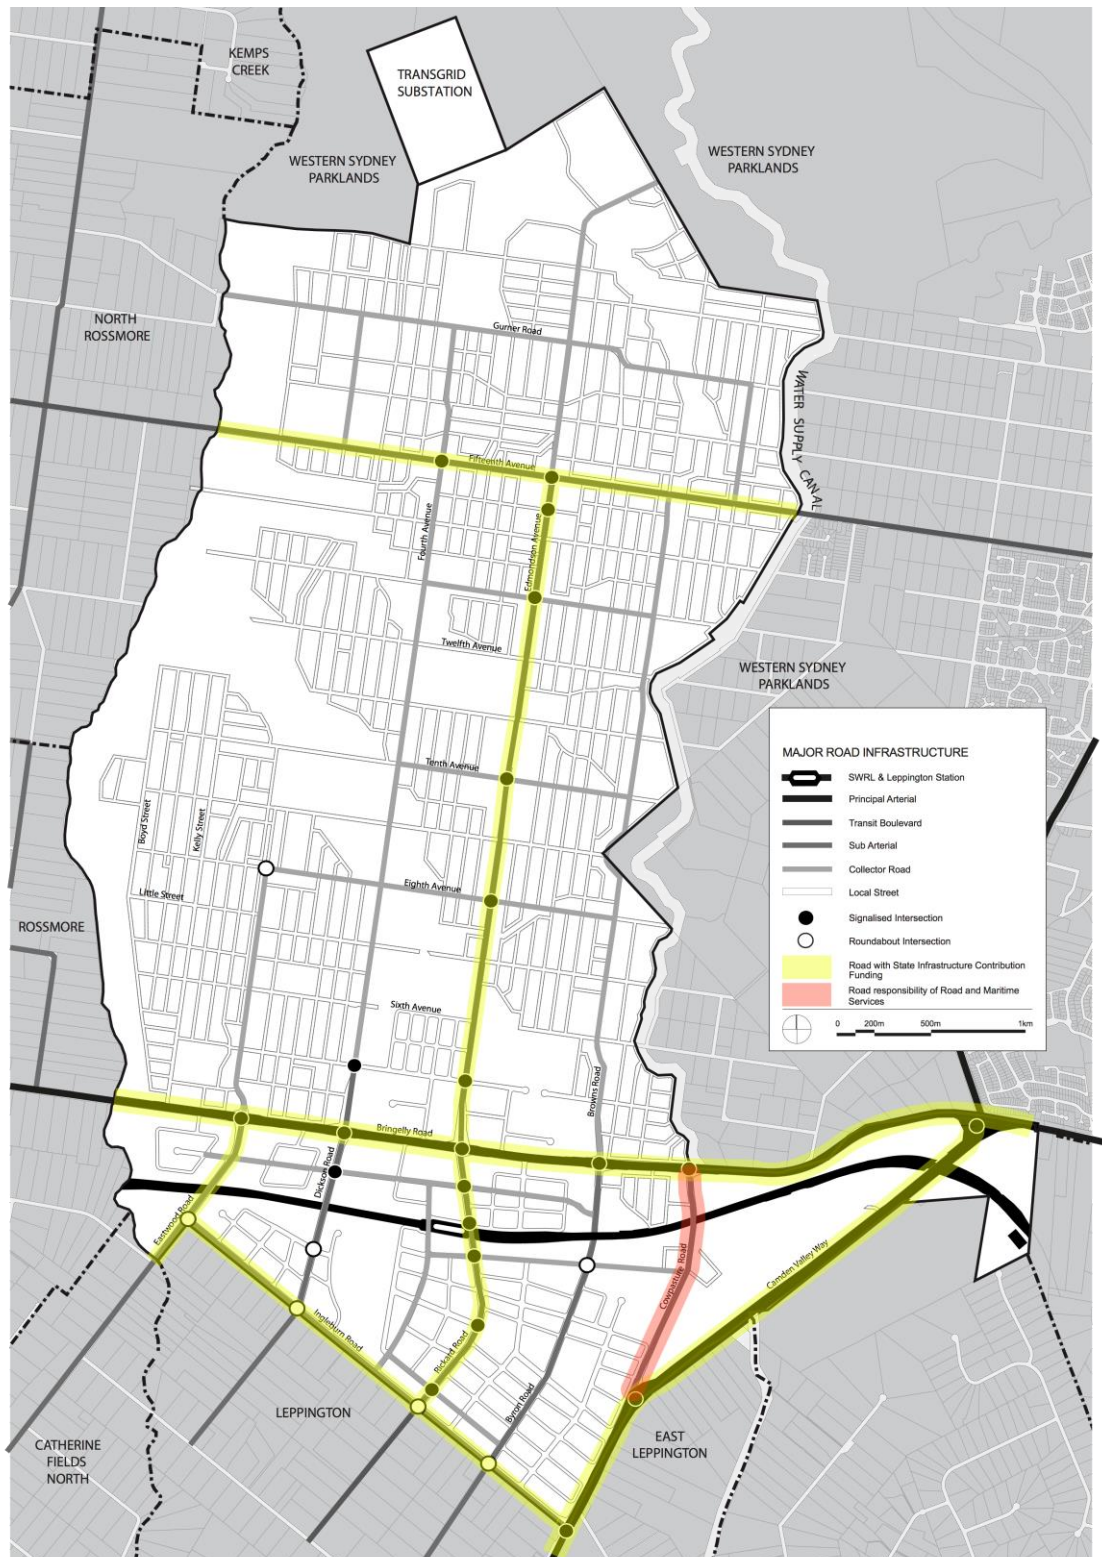 KEMPS
CREEK
TRANSGRID
SUBSTATION
WESTERN SYDNEY
PARKLANDS
WESTERN SYDNEY
PARKLANDS
NORTH
ROSSMORE
Gurner Road
WATER SUPPLY CANAL
Fifteenth Avenue
Fourth Avenue
Edmondson Avenue
Twelfth Avenue
WESTERN SYDNEY
PARKLANDS
MAJOR ROAD INFRASTRUCTURE
SWRL & Leppington Station
Principal Arterial
Transit Boulevard
Sub Arterial
Collector Road
Local Street
Signalised Intersection
Roundabout Intersection
Road with State Infrastructure Contribution
Funding
Road responsibility of Road and Maritime
Services
0 200m 500m 1km
Tenth Avenue
Boyd Street
Kelly Street
Little Street
Eighth Avenue
ROSSMORE
Sixth Avenue
Browns Road
Bringelly Road
Dickson Road
Eastwood Road
Cowpasture Road
Camden Valley Way
Ingleburn Road
Rickard Road
Byron Road
LEPPINGTON
EAST
LEPPINGTON
CATHERINE
FIELDS
NORTH